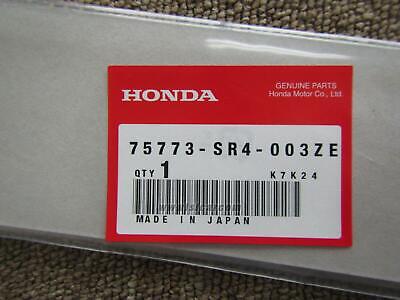 HONDA
GENUINE PARTS
Honda Motor Co., Ltd.
75773-SR4-003ZE
QTY 1
K7K24
MADE IN JAPAN